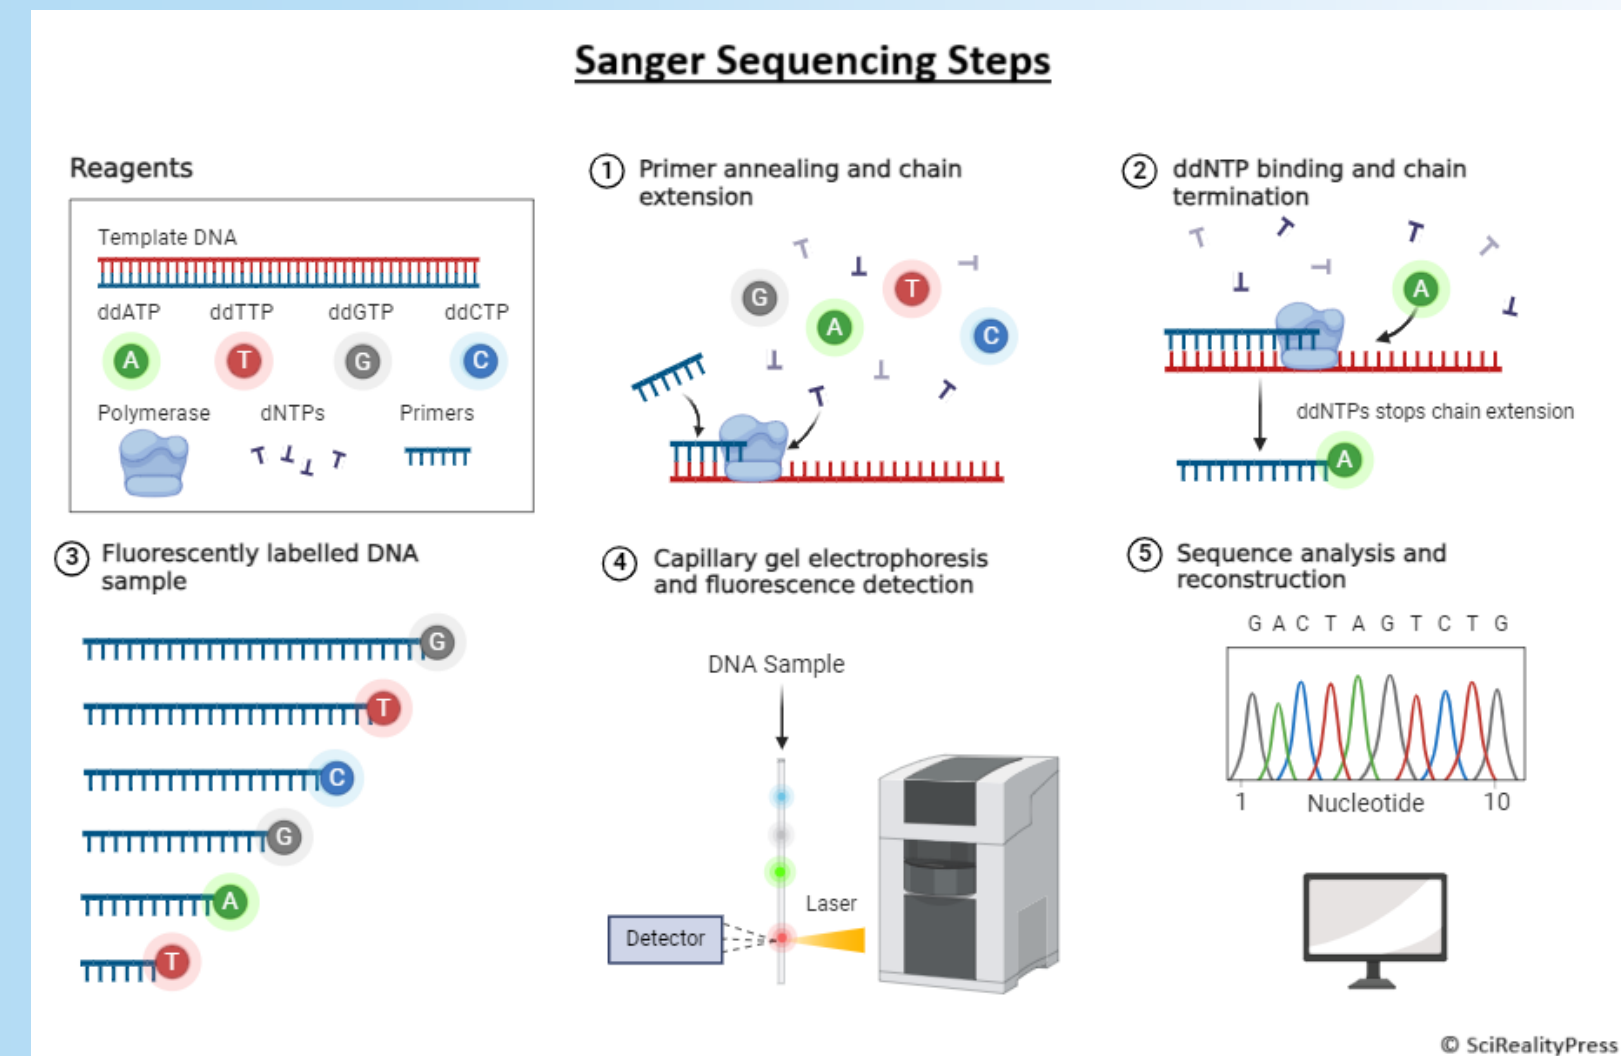 Sanger Sequencing Steps
Reagents
Template DNA
ddATP ddTTP ddGTP ddCTP
A T G C
Polymerase dNTPs Primers
1 Primer annealing and chain
extension
G A T C
2 ddNTP binding and chain
termination
A
ddNTPs stops chain extension
A
3 Fluorescently labelled DNA
sample
G
T
C
G
A
T
4 Capillary gel electrophoresis
and fluorescence detection
DNA Sample
Laser
Detector
5 Sequence analysis and
reconstruction
G A C T A G T C T G
1 Nucleotide 10
© SciRealityPress